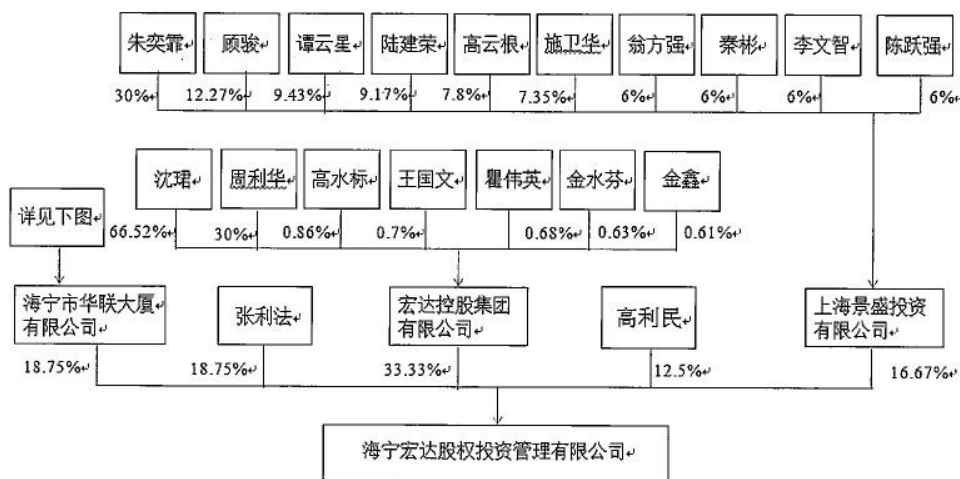 朱奕霏 顾骏 谭云星 陆建荣 高云根 施卫华 翁方强 秦彬 李文智 陈跃强
30% 12.27% 9.43% 9.17% 7.8% 7.35% 6% 6% 6% 6%
沈珺 周利华 高水标 王国文 瞿伟英 金水芬 金鑫
详见下图
66.52% 30% 0.86% 0.7% 0.68% 0.63% 0.61%
海宁市华联大厦
有限公司
张利法
宏达控股集团
有限公司
高利民
上海景盛投资
有限公司
18.75% 18.75% 33.33% 12.5% 16.67%
海宁宏达股权投资管理有限公司